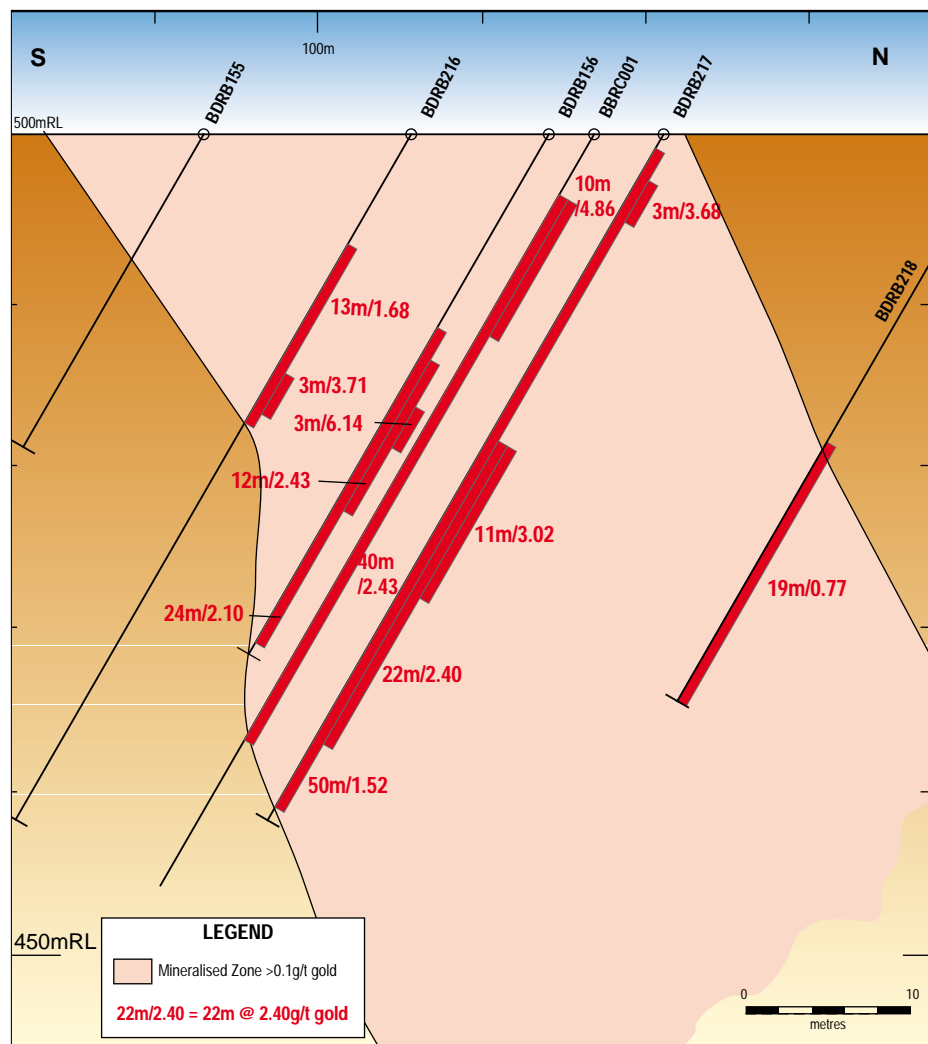 S
N
100m
BDRB155
BDRB216
BDRB156
BBRC001
BDRB217
500mRL
10m
/4.86
3m/3.68
BDRB218
13m/1.68
3m/3.71
3m/6.14
12m/2.43
11m/3.02
40m
/2.43
19m/0.77
24m/2.10
22m/2.40
50m/1.52
450mRL
LEGEND
Mineralised Zone >0.1g/t gold
22m/2.40 = 22m @ 2.40g/t gold
0
10
metres